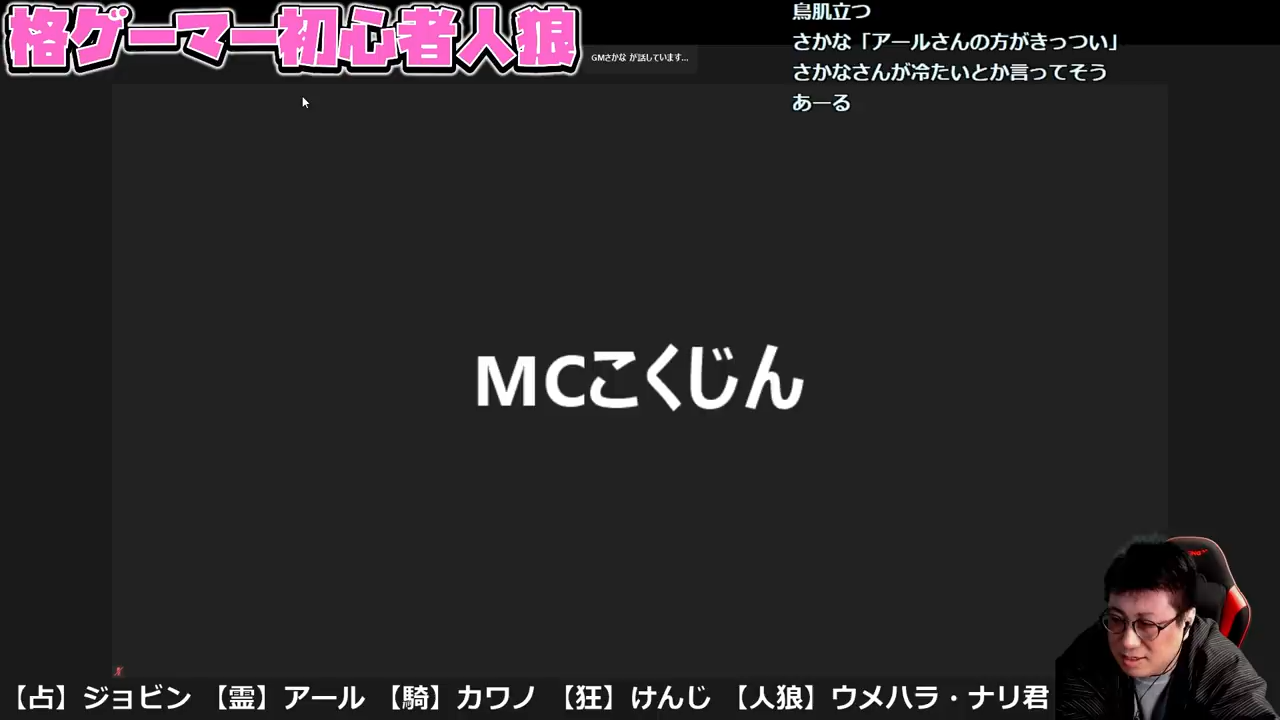 格ゲーマー初心者人狼
GMさかな が話しています...
鳥肌立つ
さかな「アールさんの方がきっつい」
さかなさんが冷たいとか言ってそう
あーる
MCこくじん
【占】ジョビン 【霊】アール 【騎】カワノ 【狂】けんじ 【人狼】ウメハラ・ナリ君